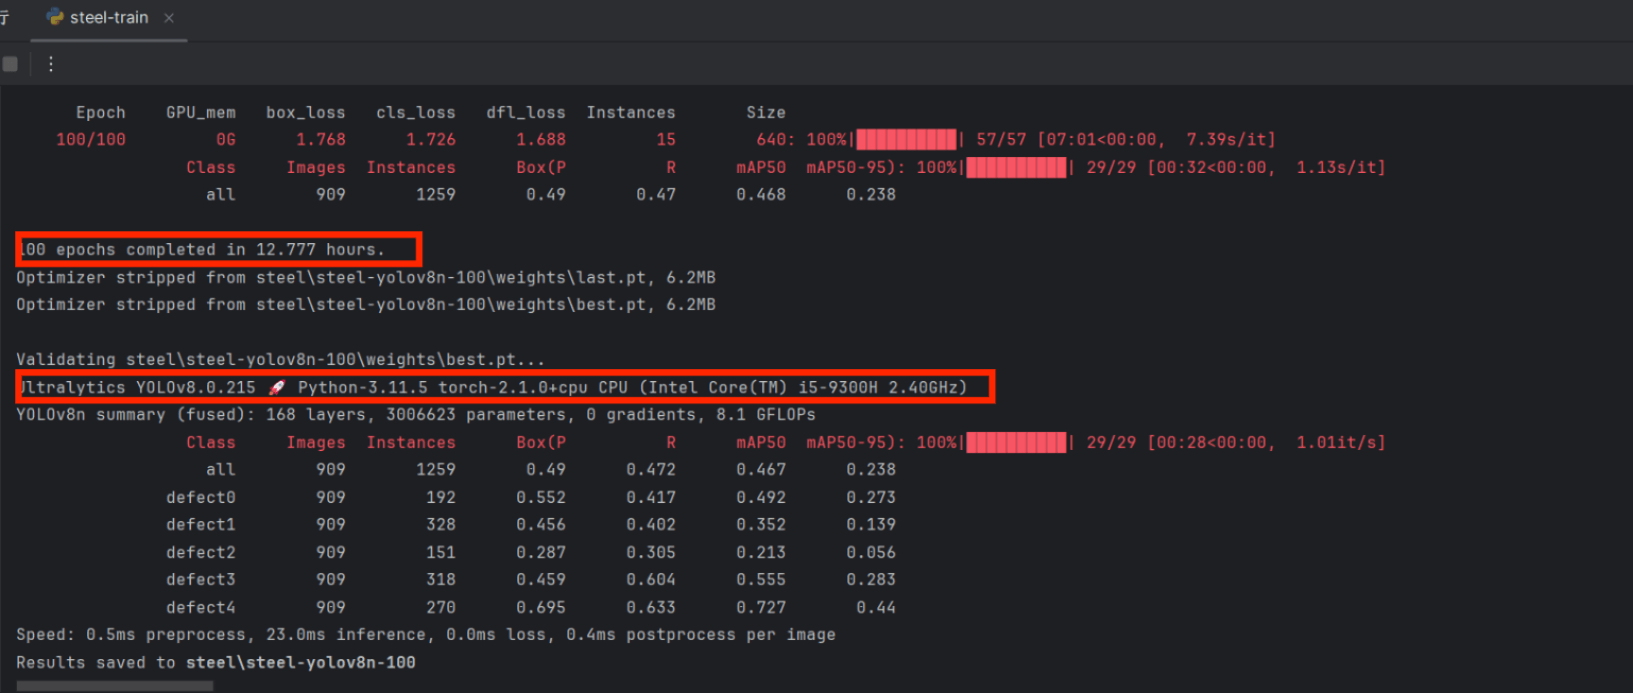 行 steel-train ×
Epoch GPU_mem box_loss cls_loss dfl_loss Instances Size
100/100 0G 1.768 1.726 1.688 15 640: 100%|██████████| 57/57 [07:01<00:00, 7.39s/it]
Class Images Instances Box(P R mAP50 mAP50-95): 100%|██████████| 29/29 [00:32<00:00, 1.13s/it]
all 909 1259 0.49 0.47 0.468 0.238
100 epochs completed in 12.777 hours.
Optimizer stripped from steel\steel-yolov8n-100\weights\last.pt, 6.2MB
Optimizer stripped from steel\steel-yolov8n-100\weights\best.pt, 6.2MB
Validating steel\steel-yolov8n-100\weights\best.pt...
Ultralytics YOLOv8.0.215 🚀 Python-3.11.5 torch-2.1.0+cpu CPU (Intel Core(TM) i5-9300H 2.40GHz)
YOLOv8n summary (fused): 168 layers, 3006623 parameters, 0 gradients, 8.1 GFLOPs
Class Images Instances Box(P R mAP50 mAP50-95): 100%|██████████| 29/29 [00:28<00:00, 1.01it/s]
all 909 1259 0.49 0.472 0.467 0.238
defect0 909 192 0.552 0.417 0.492 0.273
defect1 909 328 0.456 0.402 0.352 0.139
defect2 909 151 0.287 0.305 0.213 0.056
defect3 909 318 0.459 0.604 0.555 0.283
defect4 909 270 0.695 0.633 0.727 0.44
Speed: 0.5ms preprocess, 23.0ms inference, 0.0ms loss, 0.4ms postprocess per image
Results saved to steel\steel-yolov8n-100